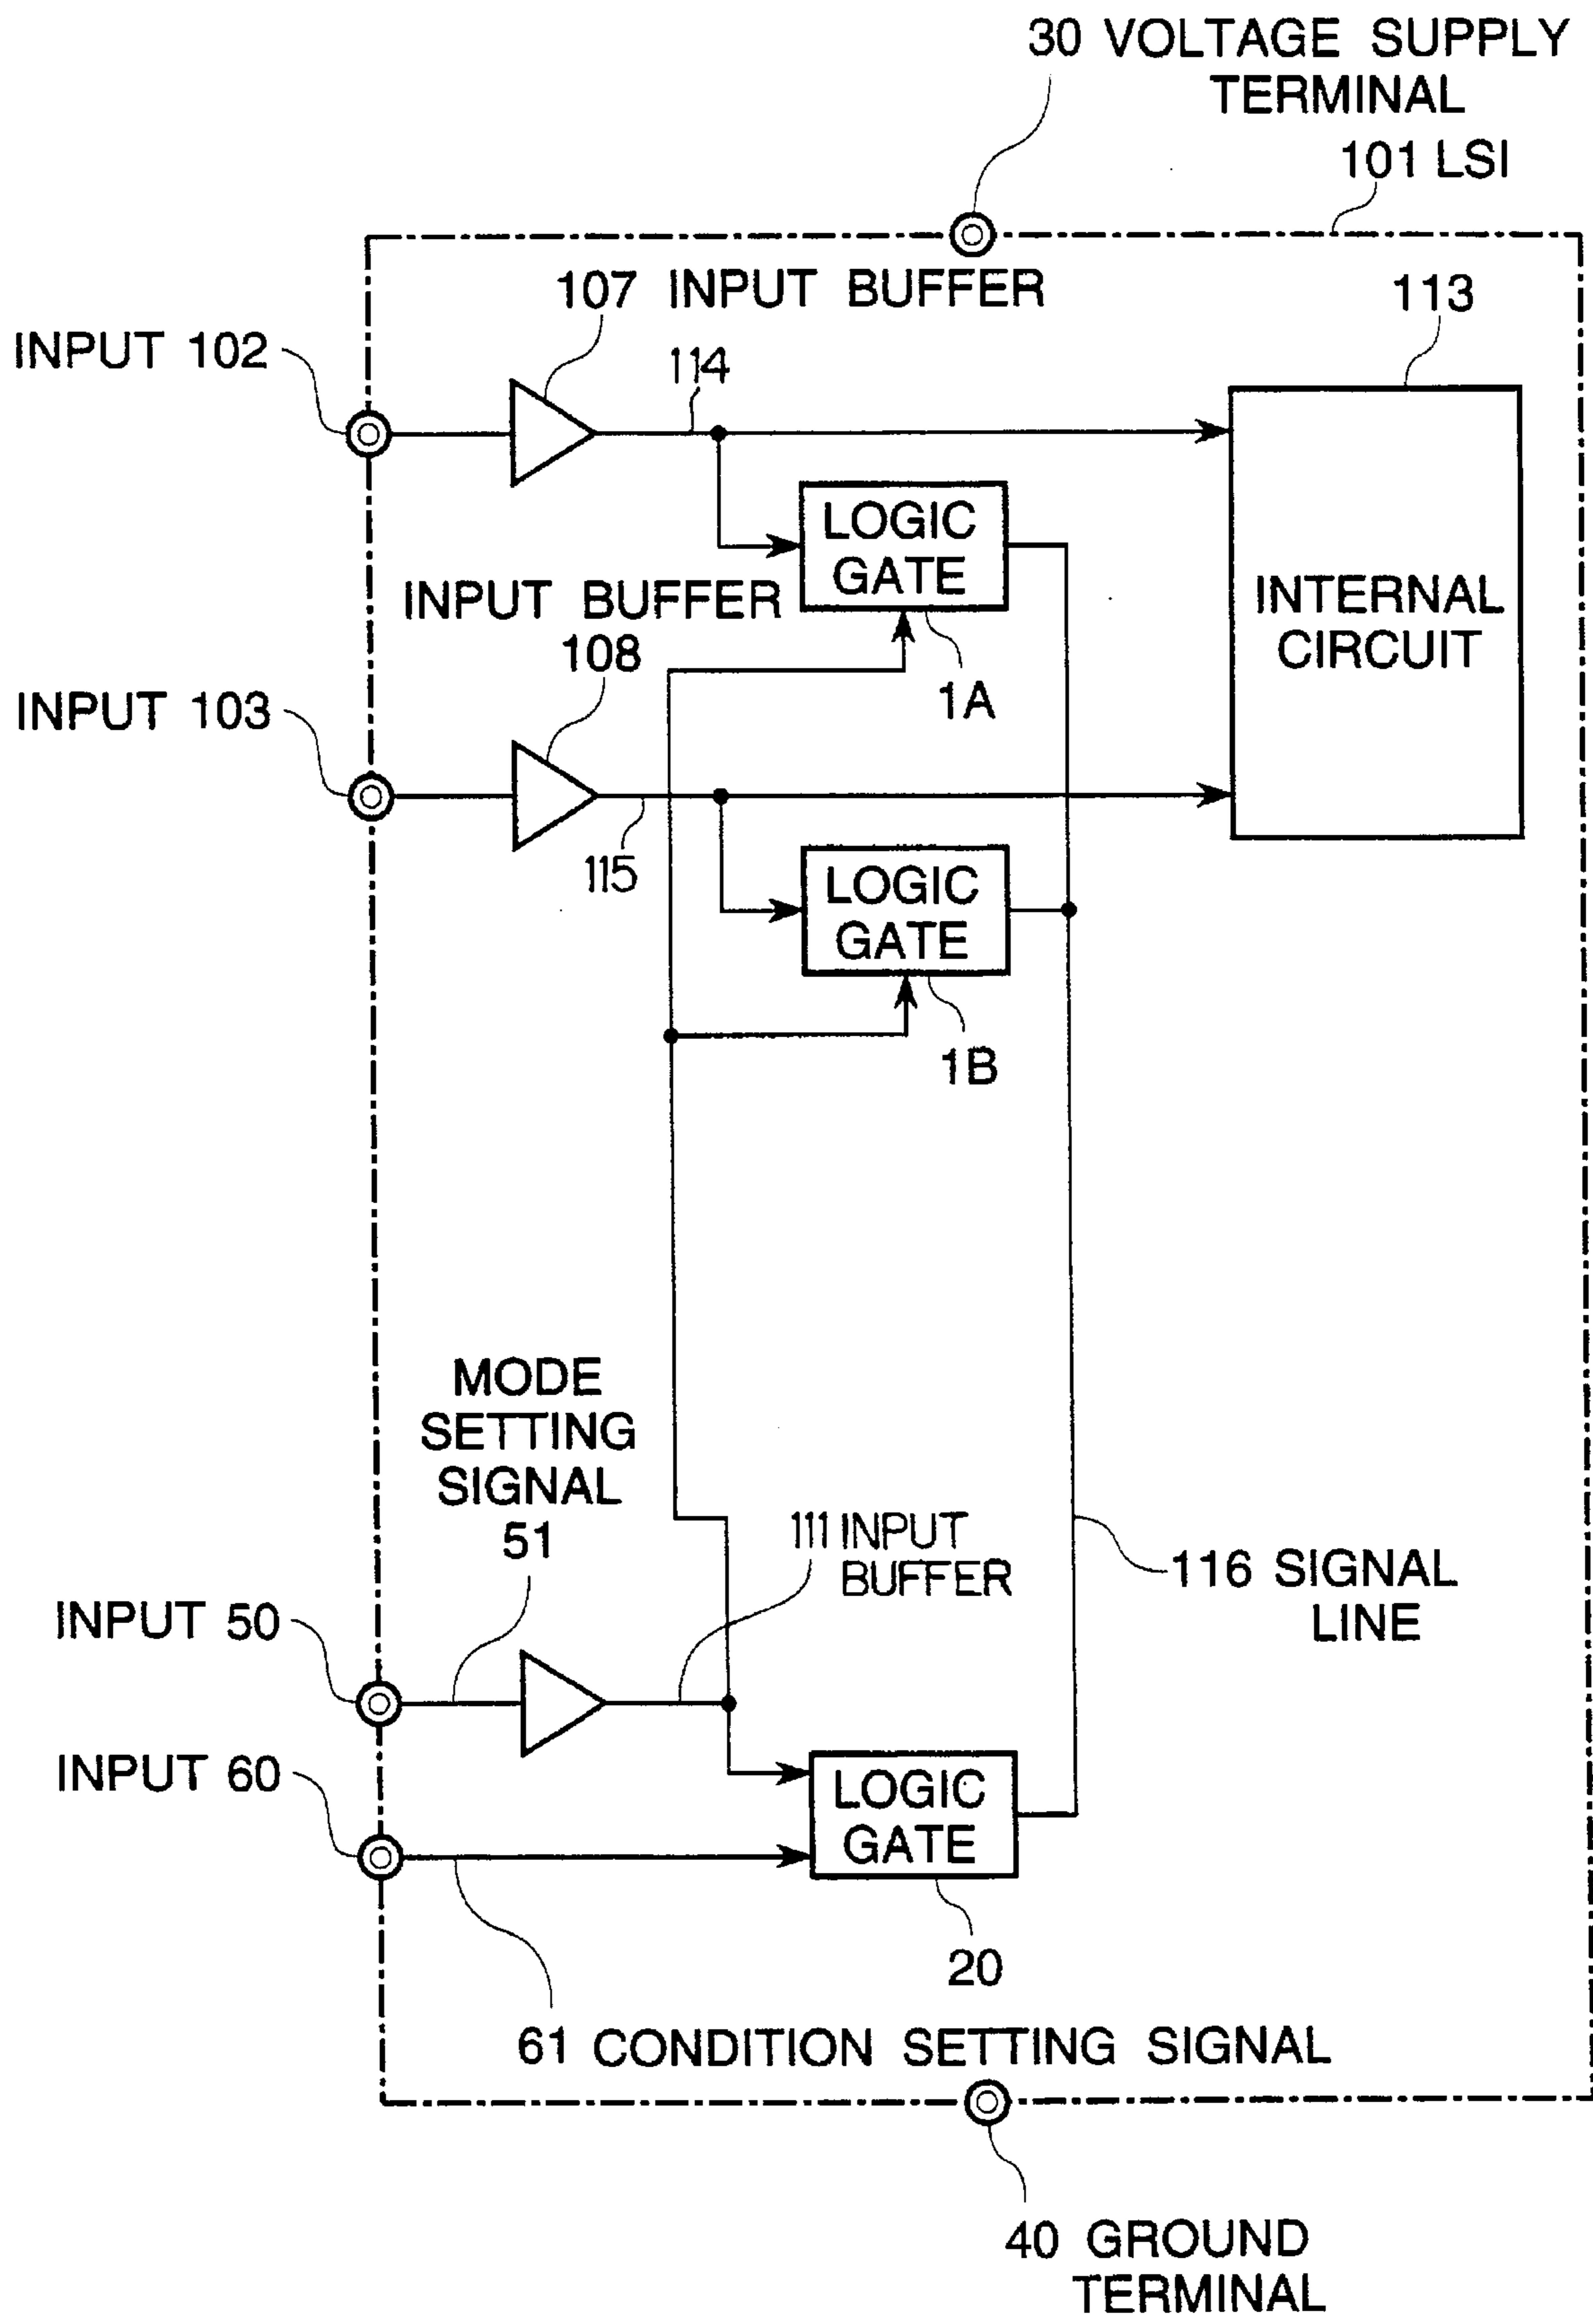 30 VOLTAGE SUPPLY
TERMINAL
101 LSI
107 INPUT BUFFER
113
INPUT 102
114
LOGIC
GATE
INPUT BUFFER
108
INTERNAL
CIRCUIT
1A
INPUT 103
115
LOGIC
GATE
1B
MODE
SETTING
SIGNAL
51
111 INPUT
BUFFER
116 SIGNAL
LINE
INPUT 50
INPUT 60
LOGIC
GATE
20
61 CONDITION SETTING SIGNAL
40 GROUND
TERMINAL